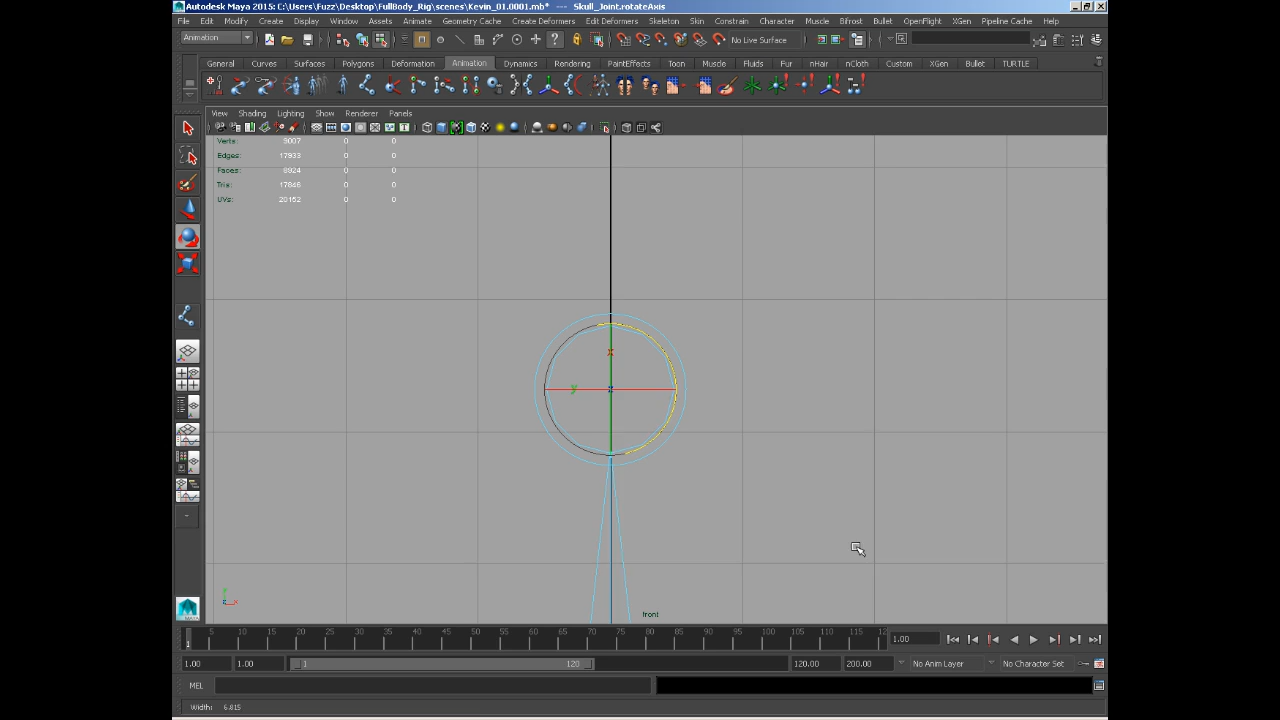 Autodesk Maya 2015: C:\Users\Fuzz\Desktop\FullBody_Rig\scenes\Kevin_01.0001.mb* --- Skull_Joint.rotateAxis
File Edit Modify Create Display Window Assets Animate Geometry Cache Create Deformers Edit Deformers Skeleton Skin Constrain Character Muscle Bifrost Bullet OpenFlight XGen Pipeline Cache Help
Animation No Live Surface
General Curves Surfaces Polygons Deformation Animation Dynamics Rendering PaintEffects Toon Muscle Fluids Fur nHair nCloth Custom XGen Bullet TURTLE
View Shading Lighting Show Renderer Panels
Verts: 9007 0 0
Edges: 17933 0 0
Faces: 8924 0 0
Tris: 17846 0 0
UVs: 20152 0 0
x
y z
front
1 5 10 15 20 25 30 35 40 45 50 55 60 65 70 75 80 85 90 95 100 105 110 115 12 1.00
1.00 1.00 1 120 120.00 200.00 No Anim Layer No Character Set
MEL
Width: 6.815